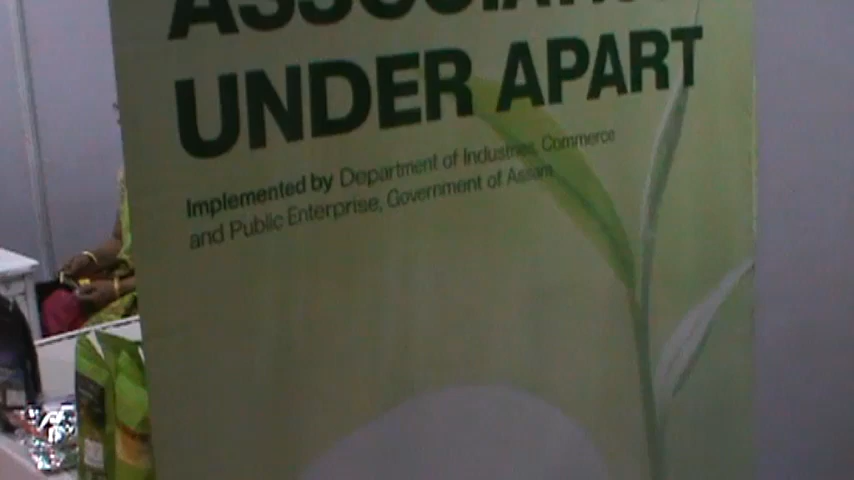 UNDER APART
Implemented by Department of Industries, Commerce
and Public Enterprise, Government of Assam